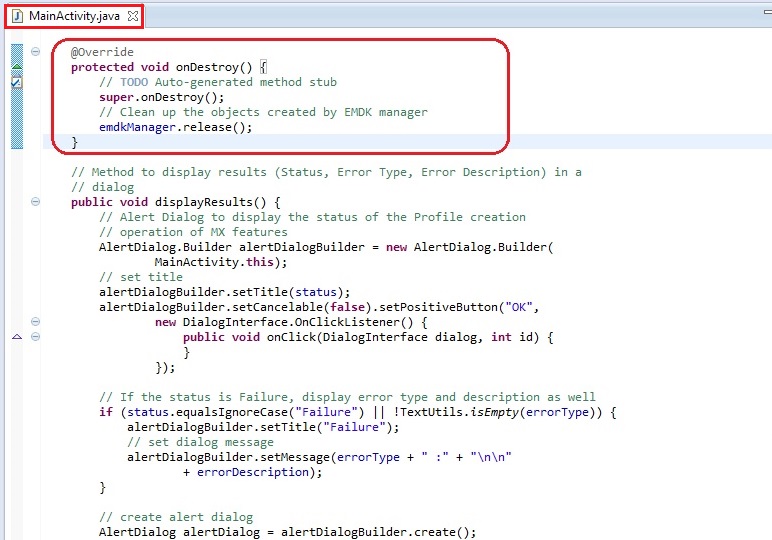 MainActivity.java
@Override
protected void onDestroy() {
// TODO Auto-generated method stub
super.onDestroy();
// Clean up the objects created by EMDK manager
emdkManager.release();
}
// Method to display results (Status, Error Type, Error Description) in a
// dialog
public void displayResults() {
// Alert Dialog to display the status of the Profile creation
// operation of MX features
AlertDialog.Builder alertDialogBuilder = new AlertDialog.Builder(
MainActivity.this);
// set title
alertDialogBuilder.setTitle(status);
alertDialogBuilder.setCancelable(false).setPositiveButton("OK",
new DialogInterface.OnClickListener() {
public void onClick(DialogInterface dialog, int id) {
}
});
// If the status is Failure, display error type and description as well
if (status.equalsIgnoreCase("Failure") || !TextUtils.isEmpty(errorType)) {
alertDialogBuilder.setTitle("Failure");
// set dialog message
alertDialogBuilder.setMessage(errorType + " :" + "\n\n"
+ errorDescription);
}
// create alert dialog
AlertDialog alertDialog = alertDialogBuilder.create();